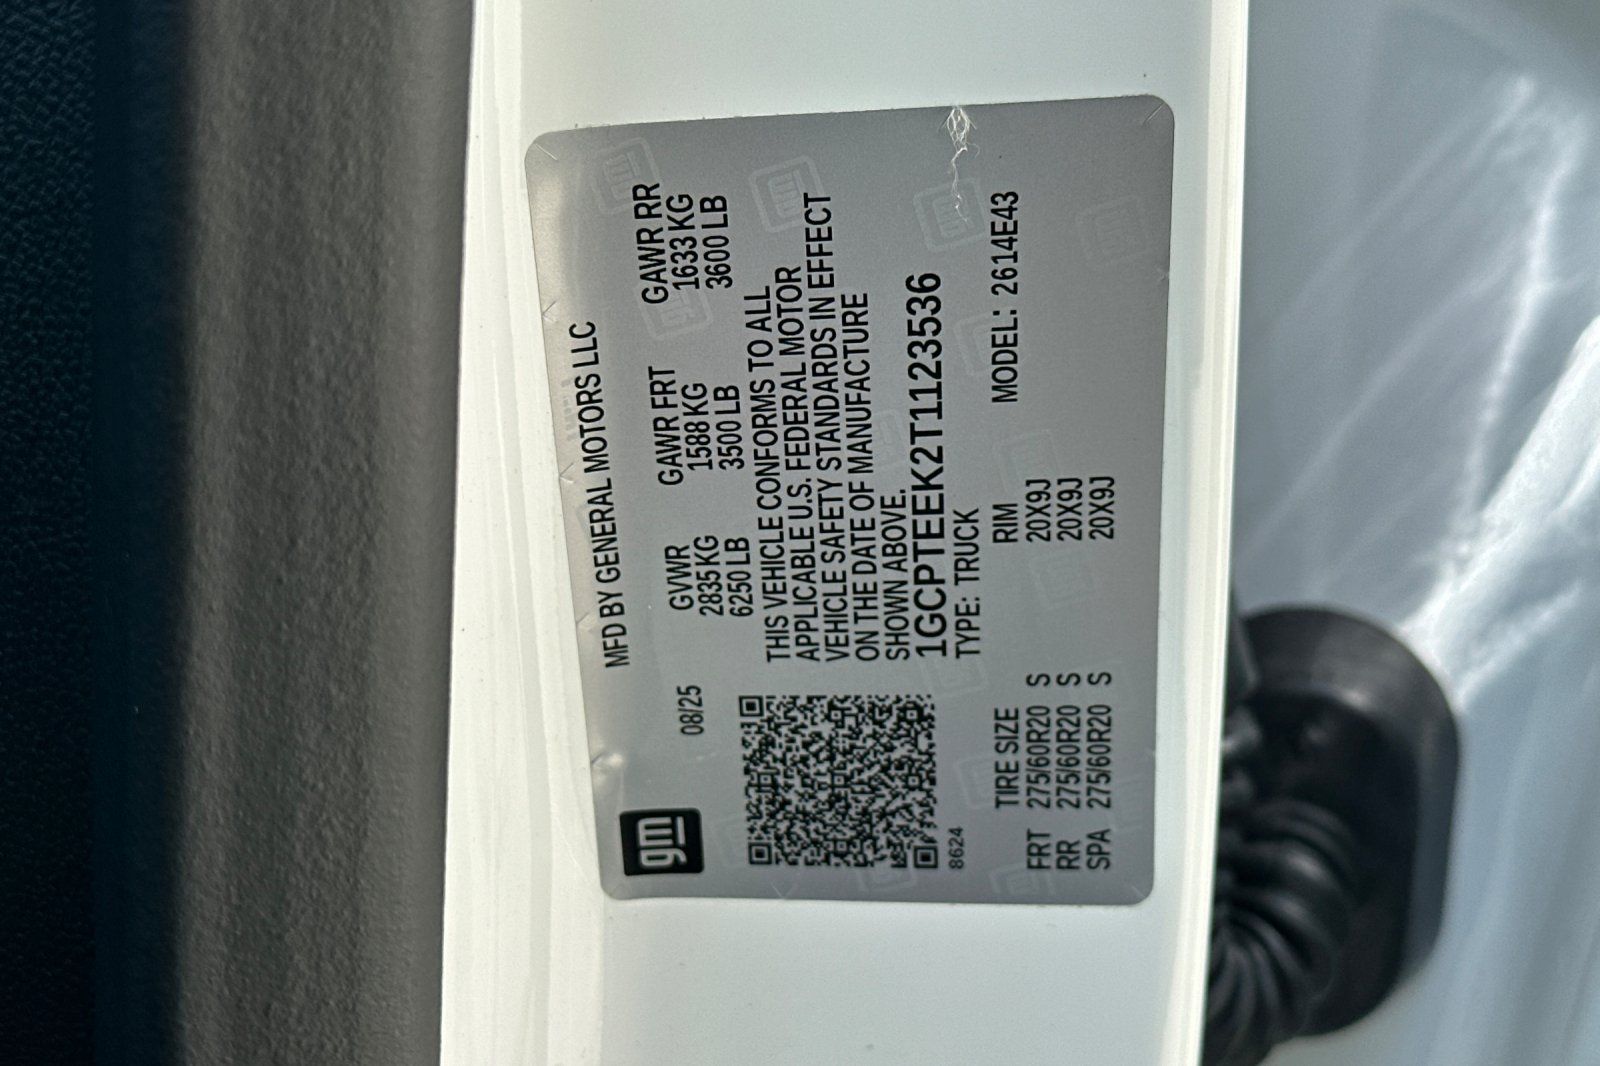 gm
MFD BY GENERAL MOTORS LLC
08/25 GVWR GAWR FRT GAWR RR
2835 KG 1588 KG 1633 KG
6250 LB 3500 LB 3600 LB
THIS VEHICLE CONFORMS TO ALL
APPLICABLE U.S. FEDERAL MOTOR
VEHICLE SAFETY STANDARDS IN EFFECT
ON THE DATE OF MANUFACTURE
SHOWN ABOVE.
1GCPTEEK2T1123536
8624 TYPE: TRUCK
MODEL: 2614E43
TIRE SIZE RIM
FRT 275/60R20 S 20X9J
RR 275/60R20 S 20X9J
SPA 275/60R20 S 20X9J